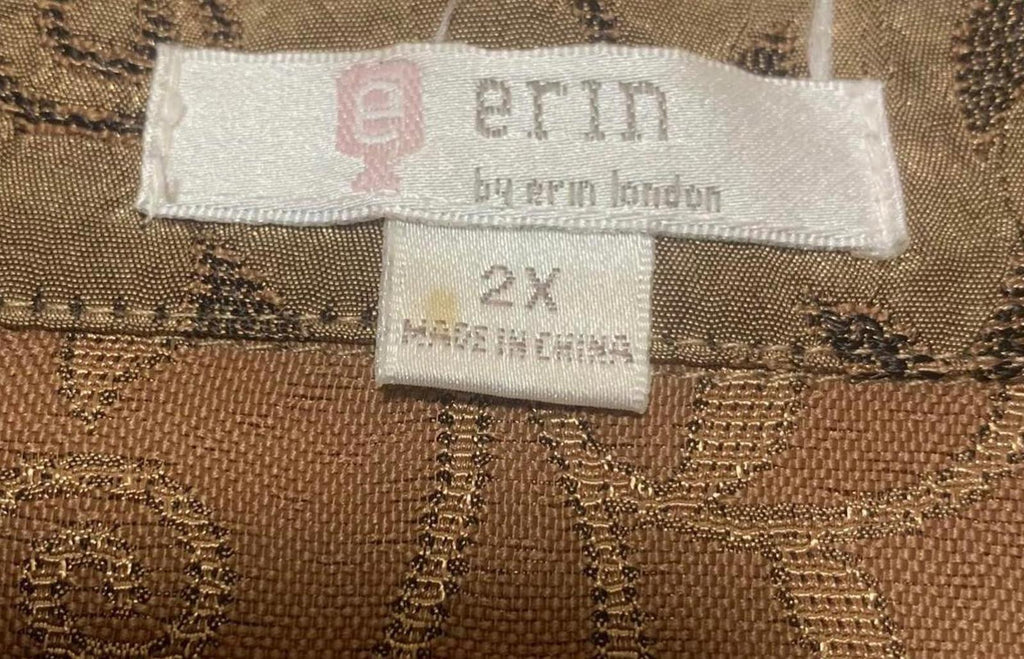 e erin
by erin london
2X
MADE IN CHINA